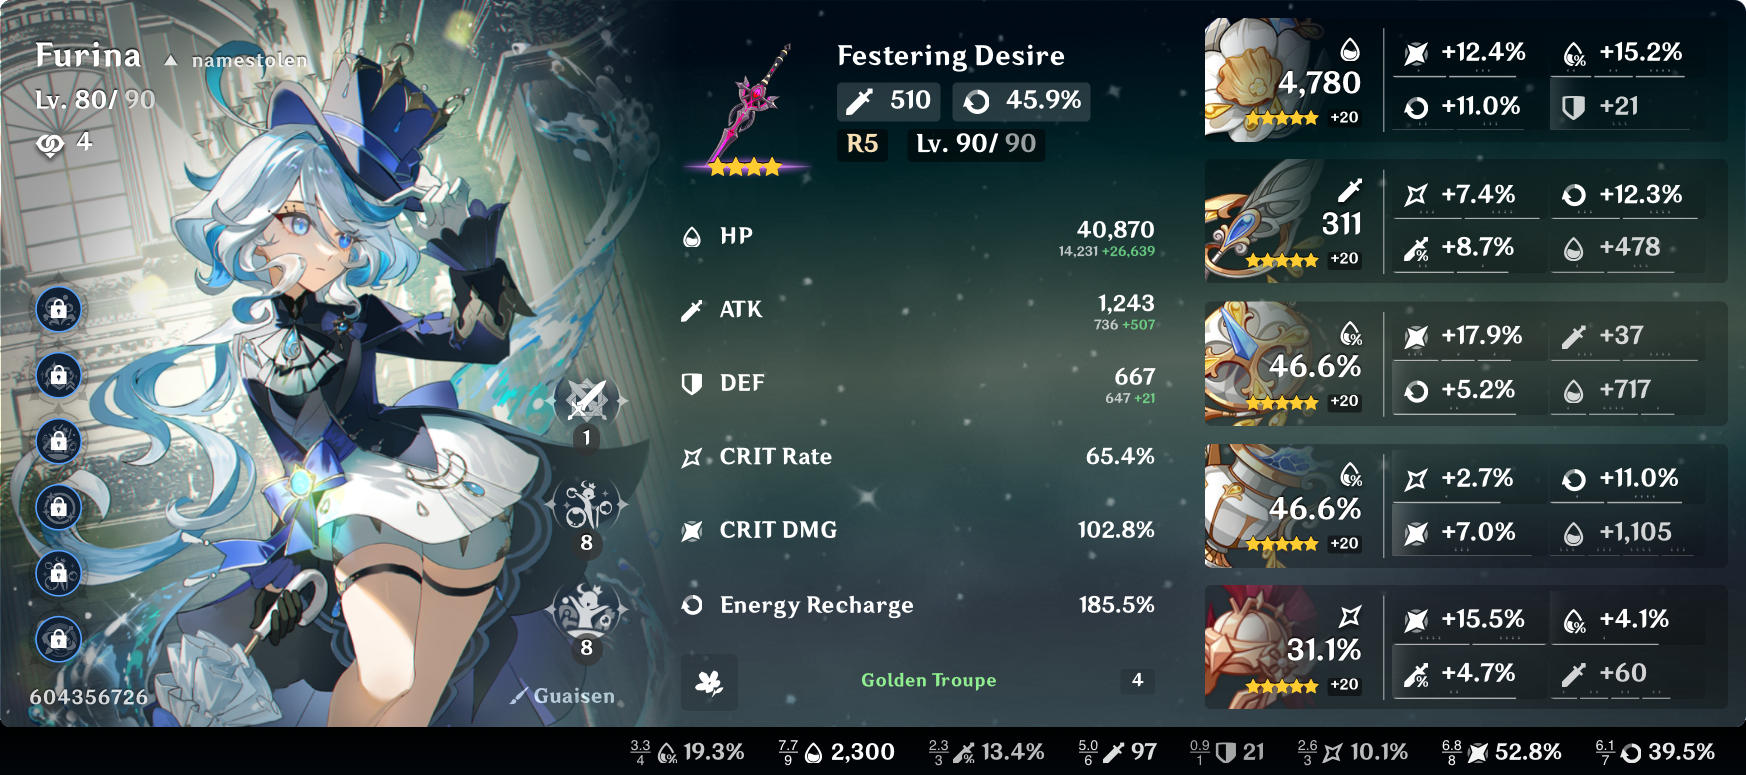 Furina namestolen
Lv. 80/ 90
4
1
8
8
604356726
Guaisen
Festering Desire
510 45.9%
R5 Lv. 90/ 90
HP 40,870
14,231 +26,639
ATK 1,243
736 +507
DEF 667
647 +21
CRIT Rate 65.4%
CRIT DMG 102.8%
Energy Recharge 185.5%
Golden Troupe 4
4,780
+20
+12.4% +15.2%
+11.0% +21
311
+20
+7.4% +12.3%
+8.7% +478
46.6%
+20
+17.9% +37
+5.2% +717
46.6%
+20
+2.7% +11.0%
+7.0% +1,105
31.1%
+20
+15.5% +4.1%
+4.7% +60
3.3/4 19.3% 7.7/9 2,300 2.3/3 13.4% 5.0/6 97 0.9/1 21 2.6/3 10.1% 6.8/8 52.8% 6.1/7 39.5%